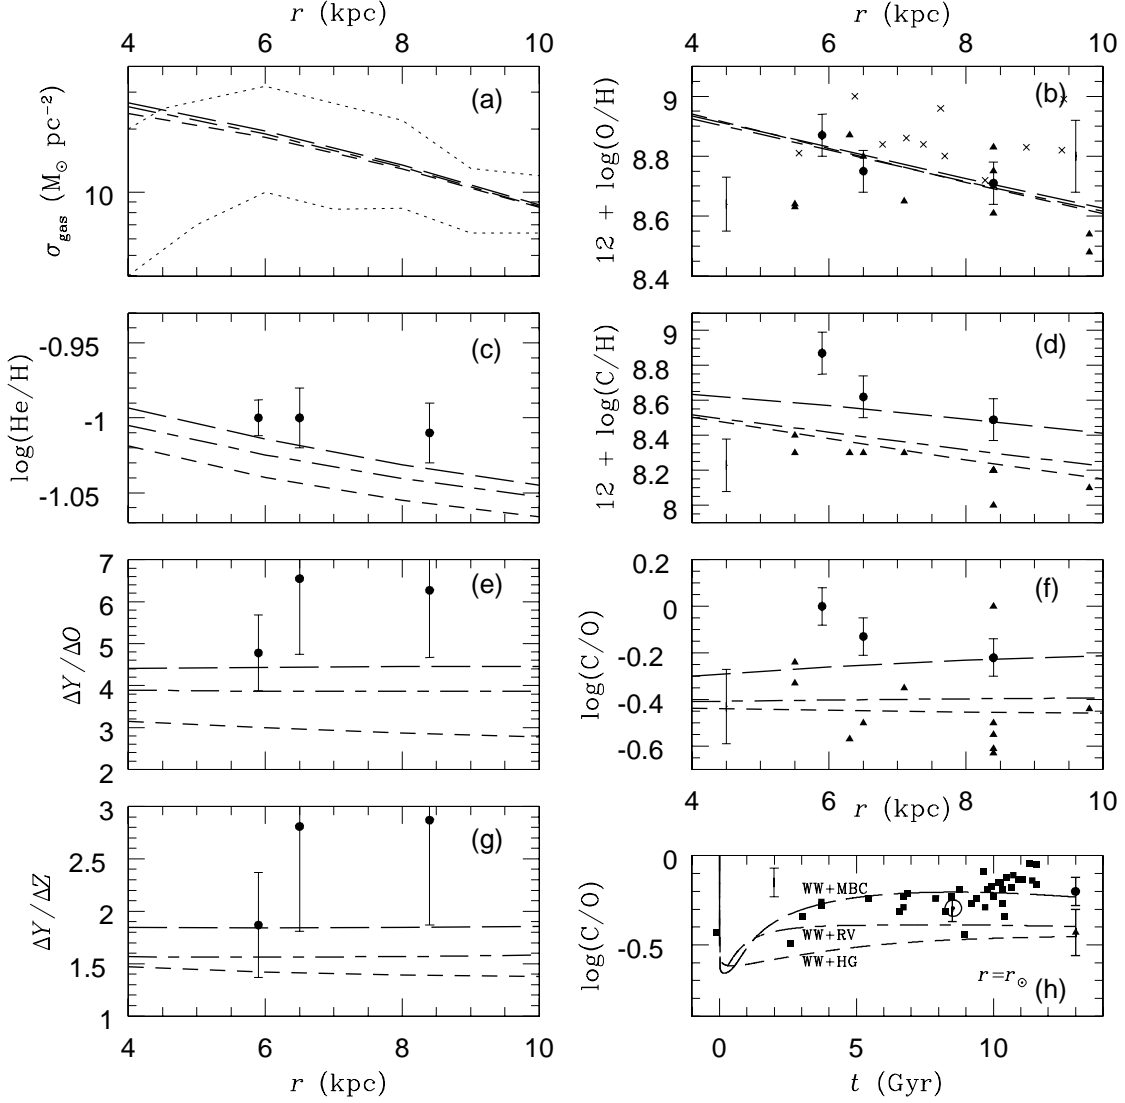 r (kpc)
4 6 8 10
σgas (M⊙ pc−2)
10
(a)
r (kpc)
4 6 8 10
12 + log(O/H)
9
8.8
8.6
8.4
(b)
log(He/H)
-0.95
-1
-1.05
(c)
12 + log(C/H)
9
8.8
8.6
8.4
8.2
8
(d)
ΔY/ΔO
7
6
5
4
3
2
(e)
log(C/O)
0.2
0
-0.2
-0.4
-0.6
(f)
4 6 8 10
r (kpc)
ΔY/ΔZ
3
2.5
2
1.5
1
(g)
4 6 8 10
r (kpc)
log(C/O)
0
-0.5
WW+MBC
WW+RV
WW+HG
r=r⊙
(h)
0 5 10
t (Gyr)